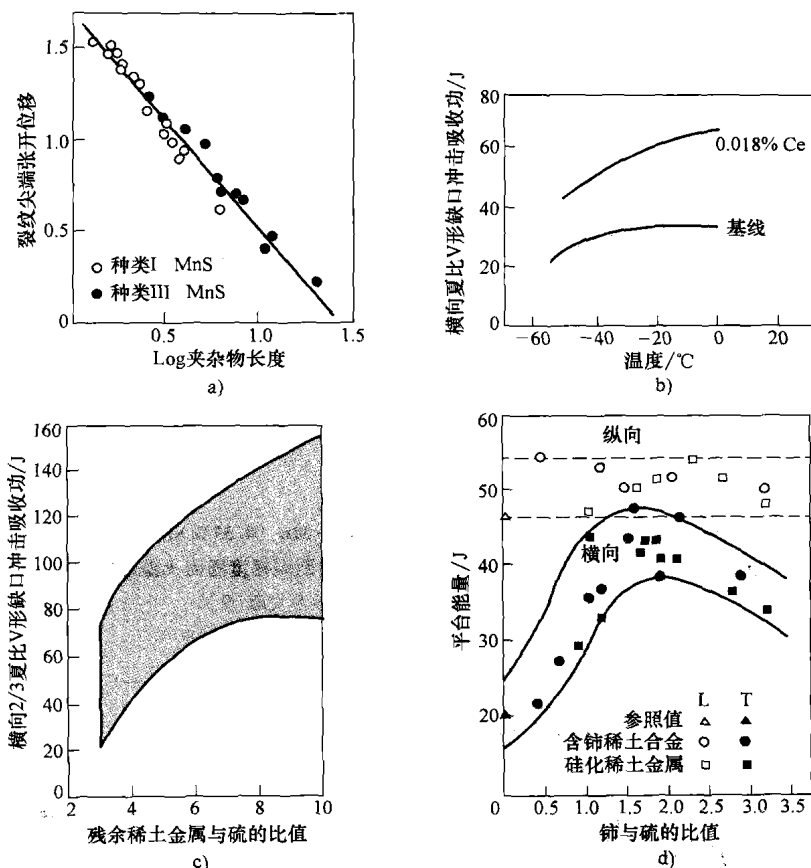 1.5
1.0
0.5
0
0.5
1.0
1.5
裂纹尖端张开位移
种类I MnS
种类III MnS
Log夹杂物长度
a)
80
60
40
20
0
−60
−40
−20
0
20
横向夏比V形缺口冲击吸收功/J
0.018% Ce
基线
温度/℃
b)
160
140
120
100
80
60
40
20
0
2
4
6
8
10
横向2/3夏比V形缺口冲击吸收功/J
残余稀土金属与硫的比值
c)
60
50
40
30
20
0
0.5
1.0
1.5
2.0
2.5
3.0
3.5
平台能量/J
纵向
横向
L T
参照值
含铈稀土合金
硅化稀土金属
铈与硫的比值
d)